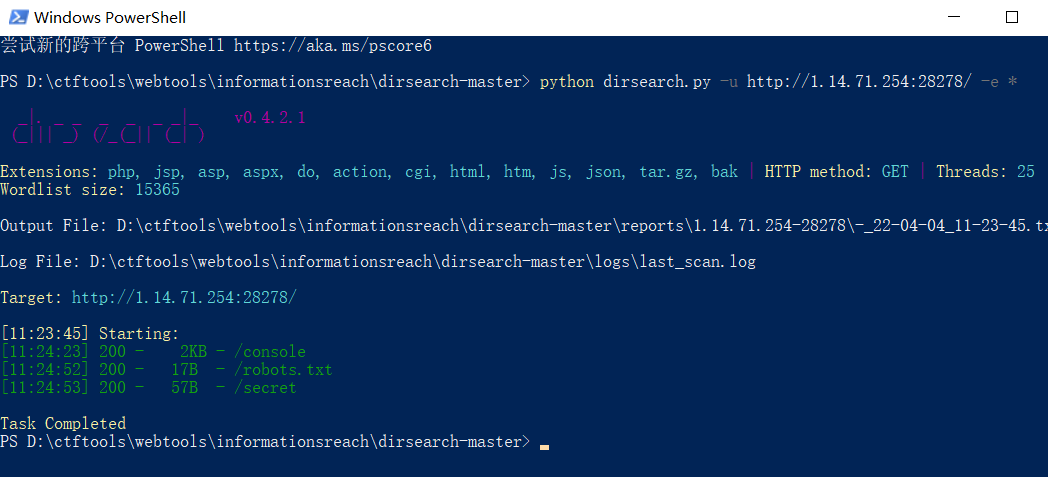 Windows PowerShell
尝试新的跨平台 PowerShell https://aka.ms/pscore6
PS D:\ctftools\webtools\informationsreach\dirsearch-master> python dirsearch.py -u http://1.14.71.254:28278/ -e *
v0.4.2.1
Extensions: php, jsp, asp, aspx, do, action, cgi, html, htm, js, json, tar.gz, bak | HTTP method: GET | Threads: 25
Wordlist size: 15365
Output File: D:\ctftools\webtools\informationsreach\dirsearch-master\reports\1.14.71.254-28278\-_22-04-04_11-23-45.tx
Log File: D:\ctftools\webtools\informationsreach\dirsearch-master\logs\last_scan.log
Target: http://1.14.71.254:28278/
[11:23:45] Starting:
[11:24:23] 200 -    2KB - /console
[11:24:52] 200 -   17B  - /robots.txt
[11:24:53] 200 -   57B  - /secret
Task Completed
PS D:\ctftools\webtools\informationsreach\dirsearch-master>